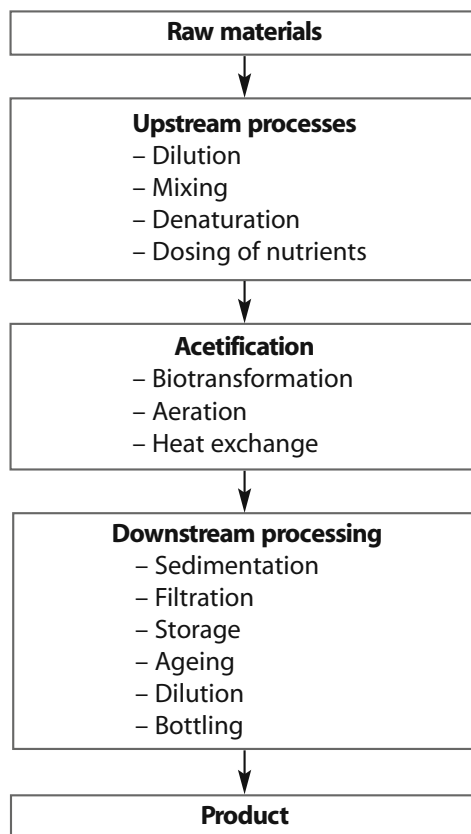 Raw materials
Upstream processes
– Dilution
– Mixing
– Denaturation
– Dosing of nutrients
Acetification
– Biotransformation
– Aeration
– Heat exchange
Downstream processing
– Sedimentation
– Filtration
– Storage
– Ageing
– Dilution
– Bottling
Product